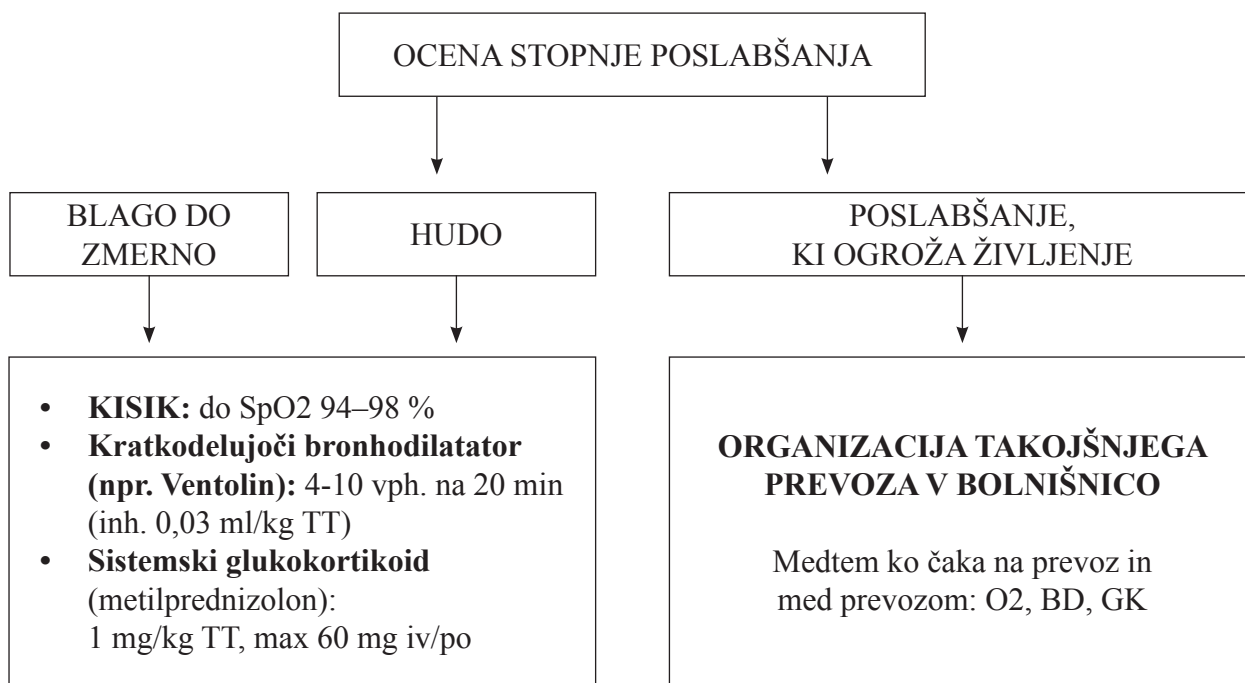 OCENA STOPNJE POSLABŠANJA
BLAGO DO
ZMERNO
HUDO
POSLABŠANJE,
KI OGROŽA ŽIVLJENJE
• KISIK: do SpO2 94–98 %
• Kratkodelujoči bronhodilatator
(npr. Ventolin): 4-10 vph. na 20 min
(inh. 0,03 ml/kg TT)
• Sistemski glukokortikoid
(metilprednizolon):
1 mg/kg TT, max 60 mg iv/po
ORGANIZACIJA TAKOJŠNJEGA
PREVOZA V BOLNIŠNICO
Medtem ko čaka na prevoz in
med prevozom: O2, BD, GK